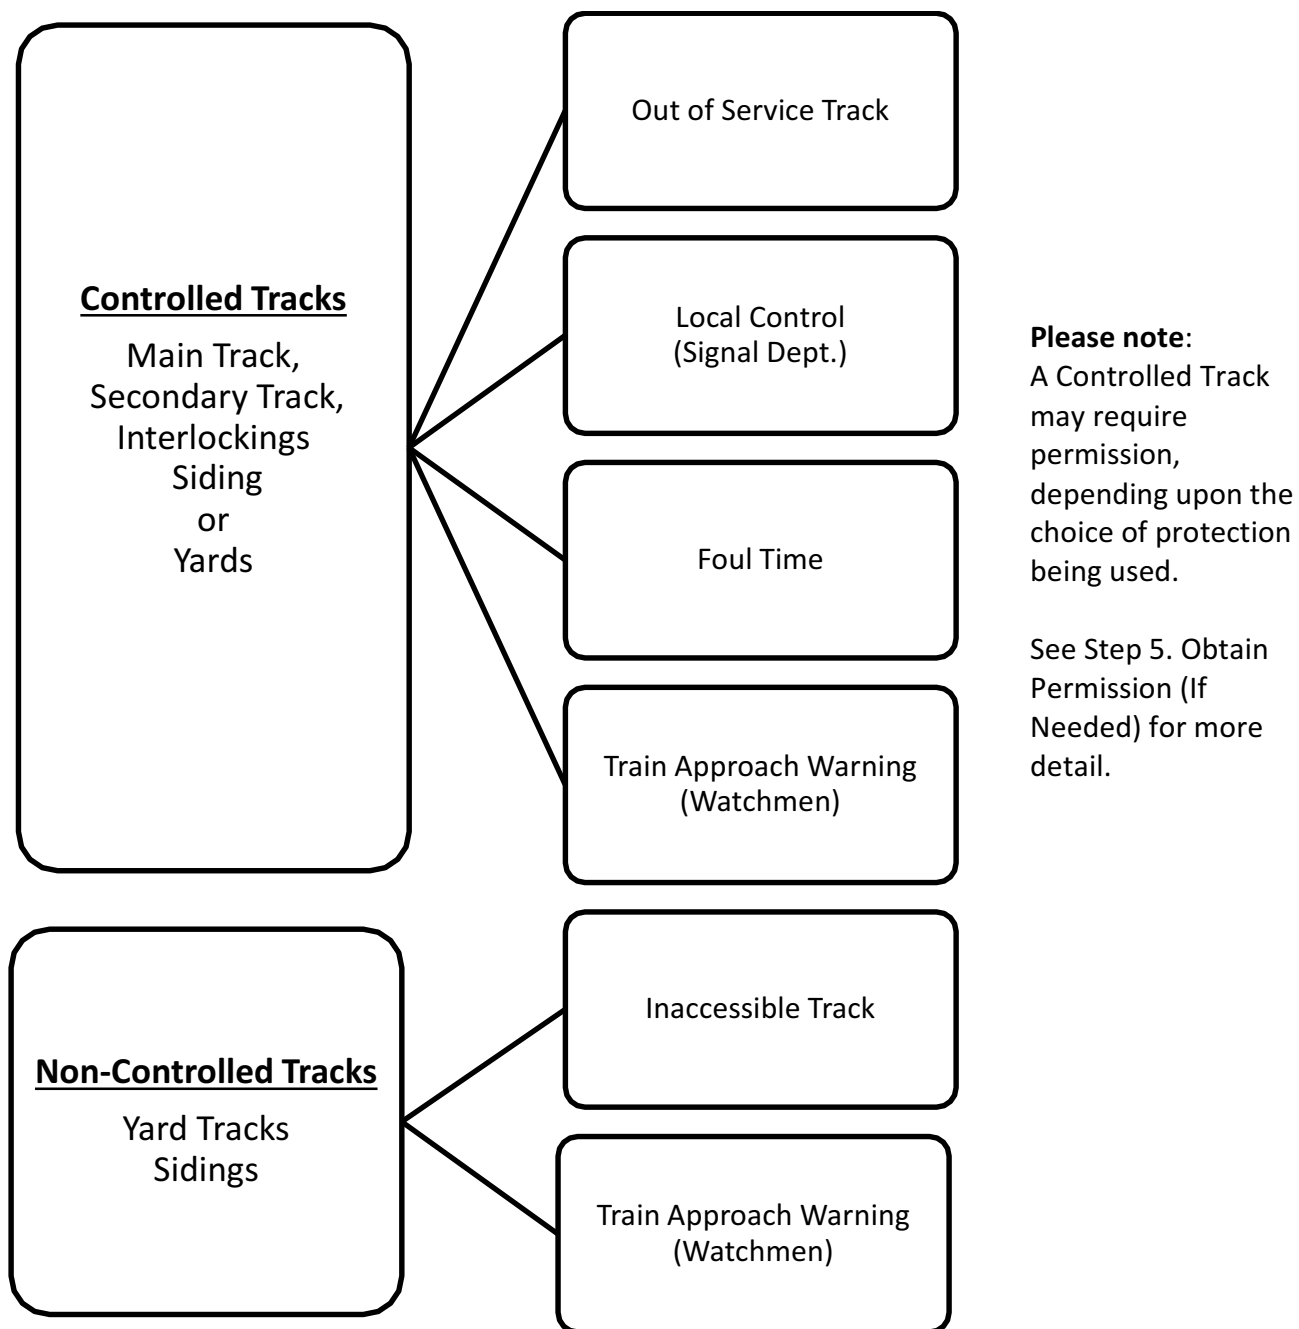 Controlled Tracks
Main Track,
Secondary Track,
Interlockings
Siding
or
Yards
Out of Service Track
Local Control
(Signal Dept.)
Foul Time
Train Approach Warning
(Watchmen)
Please note:
A Controlled Track
may require
permission,
depending upon the
choice of protection
being used.
See Step 5. Obtain
Permission (If
Needed) for more
detail.
Non-Controlled Tracks
Yard Tracks
Sidings
Inaccessible Track
Train Approach Warning
(Watchmen)